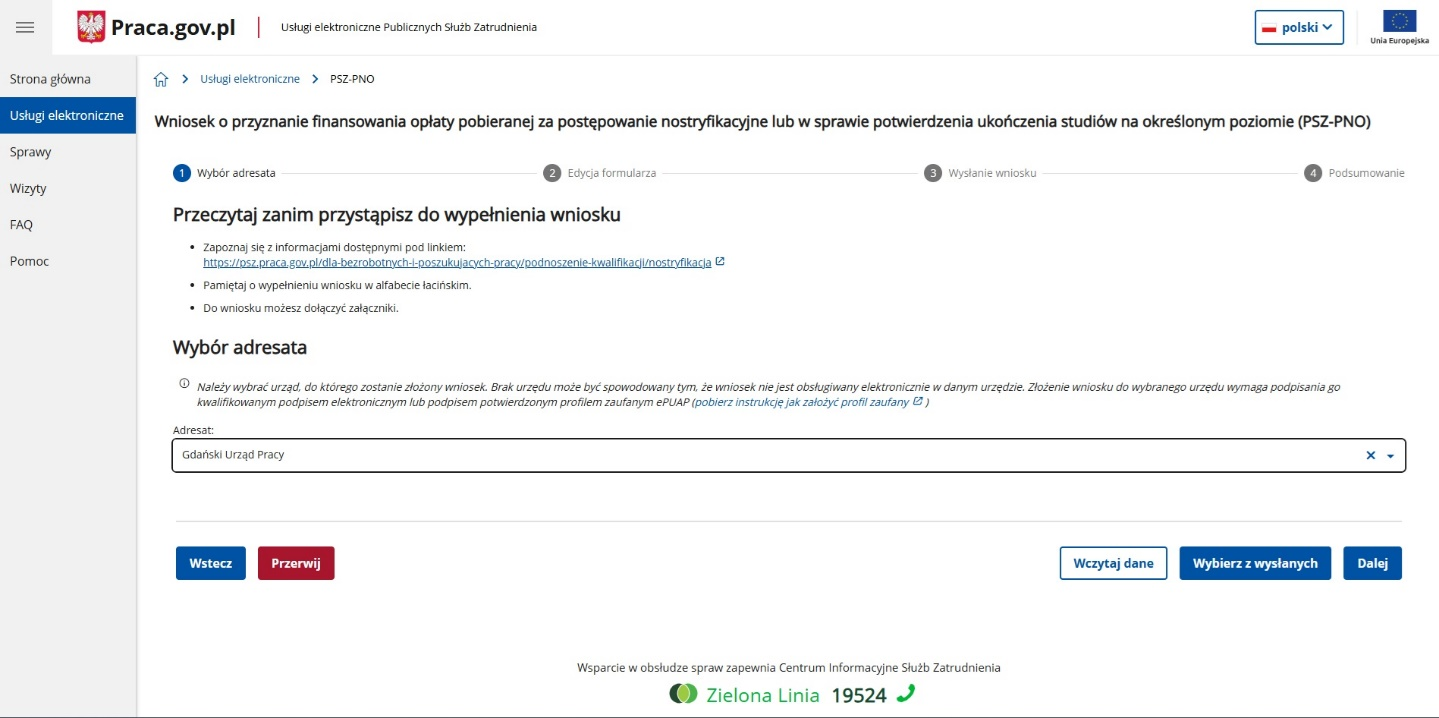 Praca.gov.pl
Usługi elektroniczne Publicznych Służb Zatrudnienia
polski
Unia Europejska
Strona główna
Usługi elektroniczne
Sprawy
Wizyty
FAQ
Pomoc
Usługi elektroniczne
PSZ-PNO
Wniosek o przyznanie finansowania opłaty pobieranej za postępowanie nostryfikacyjne lub w sprawie potwierdzenia ukończenia studiów na określonym poziomie (PSZ-PNO)
1 Wybór adresata
2 Edycja formularza
3 Wysłanie wniosku
4 Podsumowanie
Przeczytaj zanim przystąpisz do wypełnienia wniosku
• Zapoznaj się z informacjami dostępnymi pod linkiem:
https://psz.praca.gov.pl/dla-bezrobotnych-i-poszukujacych-pracy/podnoszenie-kwalifikacji/nostryfikacja
• Pamiętaj o wypełnieniu wniosku w alfabecie łacińskim.
• Do wniosku możesz dołączyć załączniki.
Wybór adresata
Należy wybrać urząd, do którego zostanie złożony wniosek. Brak urzędu może być spowodowany tym, że wniosek nie jest obsługiwany elektronicznie w danym urzędzie. Złożenie wniosku do wybranego urzędu wymaga podpisania go
kwalifikowanym podpisem elektronicznym lub podpisem potwierdzonym profilem zaufanym ePUAP (pobierz instrukcję jak założyć profil zaufany )
Adresat:
Gdański Urząd Pracy
Wstecz
Przerwij
Wczytaj dane
Wybierz z wysłanych
Dalej
Wsparcie w obsłudze spraw zapewnia Centrum Informacyjne Służb Zatrudnienia
Zielona Linia 19524